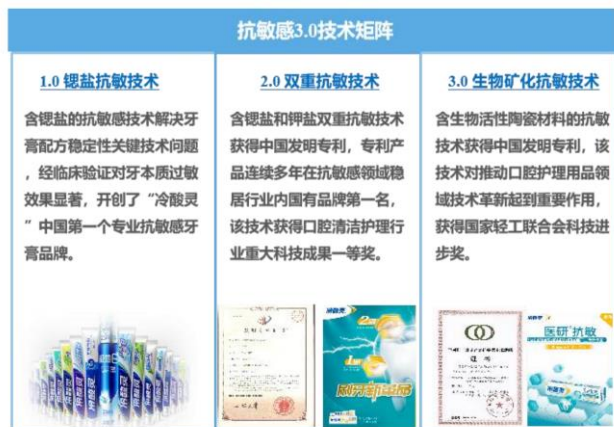 抗敏感3.0技术矩阵
1.0 锶盐抗敏技术
含锶盐的抗敏感技术解决牙
膏配方稳定性关键技术问题
，经临床验证对牙本质过敏
效果显著，开创了“冷酸灵
”中国第一个专业抗敏感牙
膏品牌。
2.0 双重抗敏技术
含锶盐和钾盐双重抗敏技术
获得中国发明专利，专利产
品连续多年在抗敏感领域稳
居行业内国有品牌第一名，
该技术获得口腔清洁护理行
业重大科技成果一等奖。
3.0 生物矿化抗敏技术
含生物活性陶瓷材料的抗敏
技术获得中国发明专利，该
技术对推动口腔护理用品领
域技术革新起到重要作用，
获得国家轻工联合会科技进
步奖。
冷酸灵
冷酸灵
医研抗敏